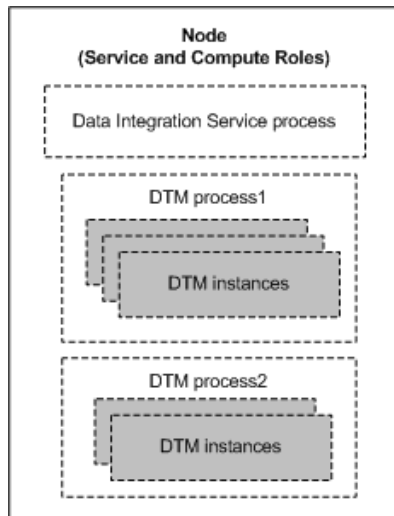 Node
(Service and Compute Roles)
Data Integration Service process
DTM process1
DTM instances
DTM process2
DTM instances